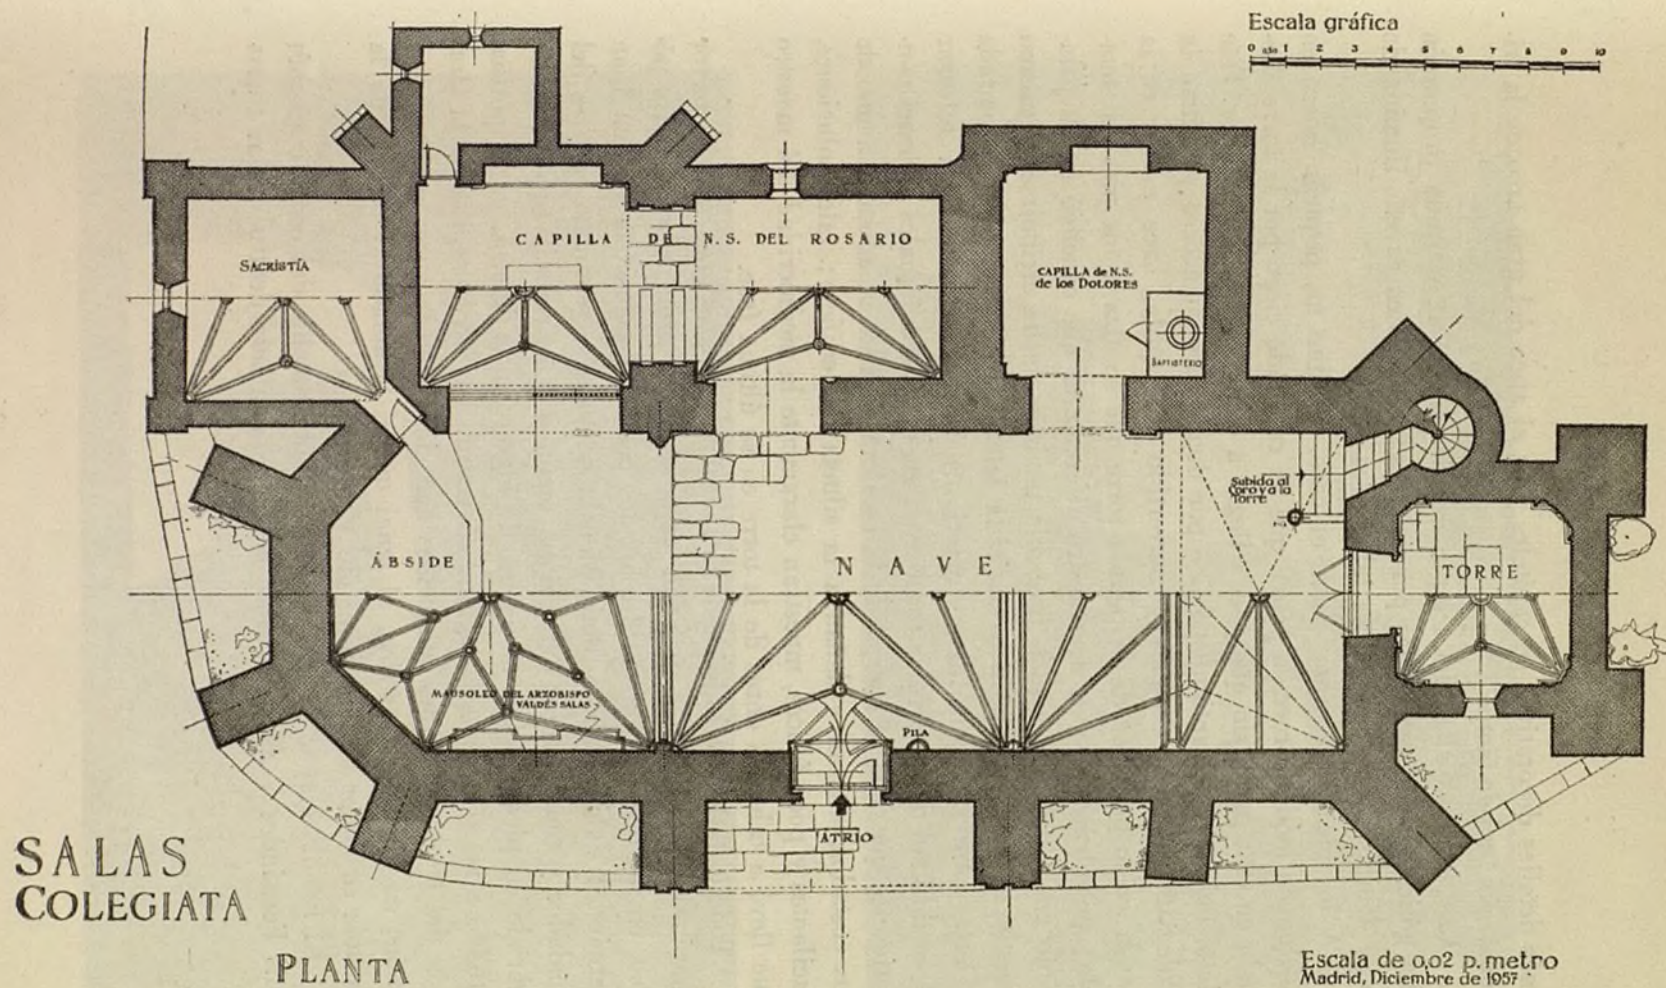 Escala gráfica
0 0,50 1 2 3 4 5 6 7 8 9 10
SACRISTÍA
CAPILLA DE N. S. DEL ROSARIO
CAPILLA de N.S.
de los DOLORES
BAPTISTERIO
Subida al
Coro y a la
Torre
PILA
ÁBSIDE
NAVE
TORRE
MAUSOLEO DEL ARZOBISPO
VALDÉS SALAS
PILA
ATRIO
SALAS
COLEGIATA
PLANTA
Escala de 0,02 p. metro
Madrid, Diciembre de 1957